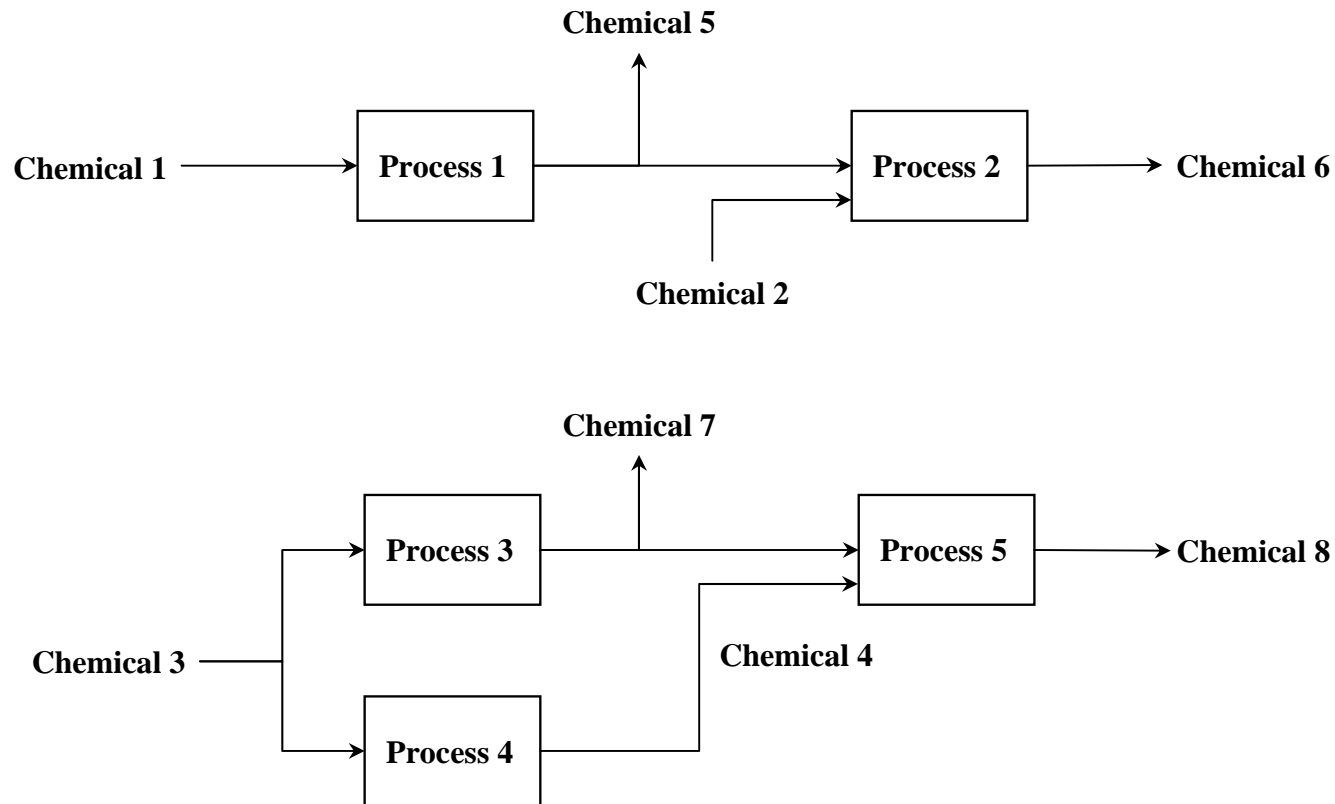 Chemical 5
Chemical 1
Process 1
Process 2
Chemical 6
Chemical 2
Chemical 7
Process 3
Process 5
Chemical 8
Chemical 3
Chemical 4
Process 4